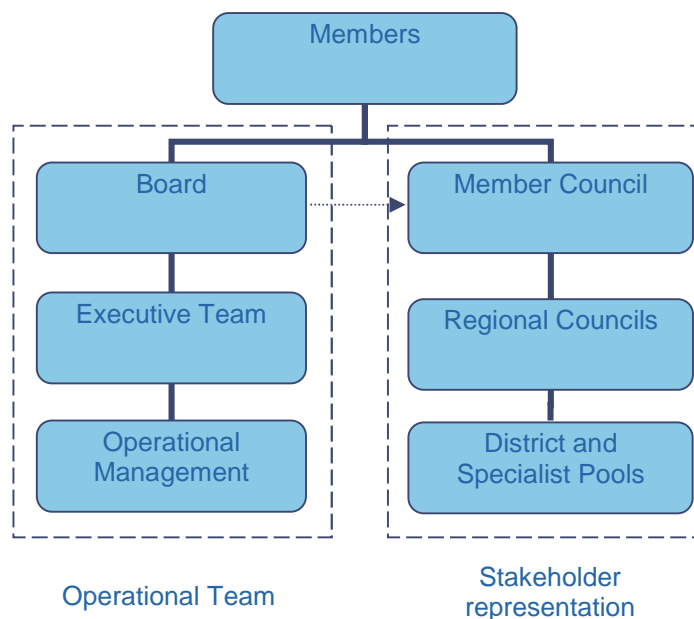 Members
Board
Member Council
Executive Team
Regional Councils
Operational
Management
District and
Specialist Pools
Operational Team
Stakeholder
representation